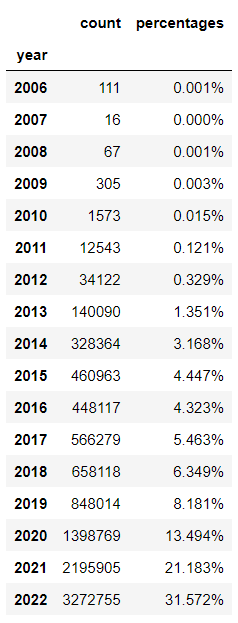 count percentages
year
2006 111 0.001%
2007 16 0.000%
2008 67 0.001%
2009 305 0.003%
2010 1573 0.015%
2011 12543 0.121%
2012 34122 0.329%
2013 140090 1.351%
2014 328364 3.168%
2015 460963 4.447%
2016 448117 4.323%
2017 566279 5.463%
2018 658118 6.349%
2019 848014 8.181%
2020 1398769 13.494%
2021 2195905 21.183%
2022 3272755 31.572%